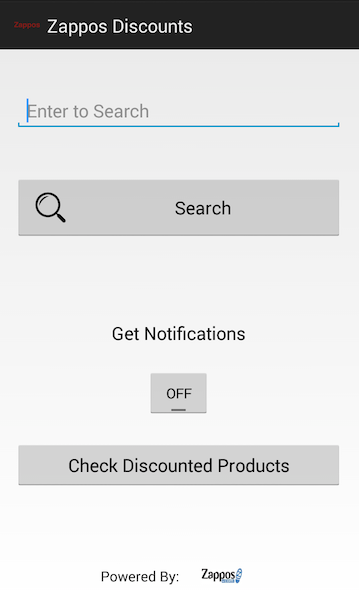 Zappos Zappos Discounts
Enter to Search
Search
Get Notifications
OFF
Check Discounted Products
Powered By: Zappos